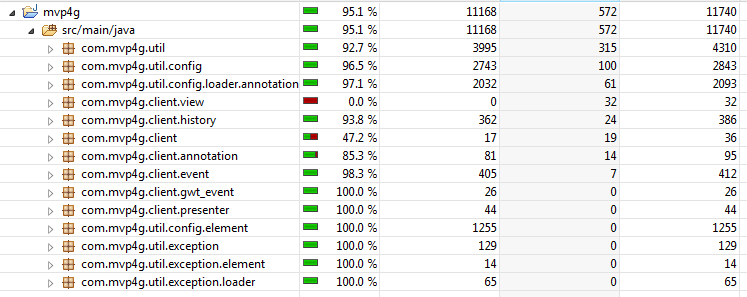 mvp4g 95.1 % 11168 572 11740
src/main/java 95.1 % 11168 572 11740
com.mvp4g.util 92.7 % 3995 315 4310
com.mvp4g.util.config 96.5 % 2743 100 2843
com.mvp4g.util.config.loader.annotation 97.1 % 2032 61 2093
com.mvp4g.client.view 0.0 % 0 32 32
com.mvp4g.client.history 93.8 % 362 24 386
com.mvp4g.client 47.2 % 17 19 36
com.mvp4g.client.annotation 85.3 % 81 14 95
com.mvp4g.client.event 98.3 % 405 7 412
com.mvp4g.client.gwt_event 100.0 % 26 0 26
com.mvp4g.client.presenter 100.0 % 44 0 44
com.mvp4g.util.config.element 100.0 % 1255 0 1255
com.mvp4g.util.exception 100.0 % 129 0 129
com.mvp4g.util.exception.element 100.0 % 14 0 14
com.mvp4g.util.exception.loader 100.0 % 65 0 65